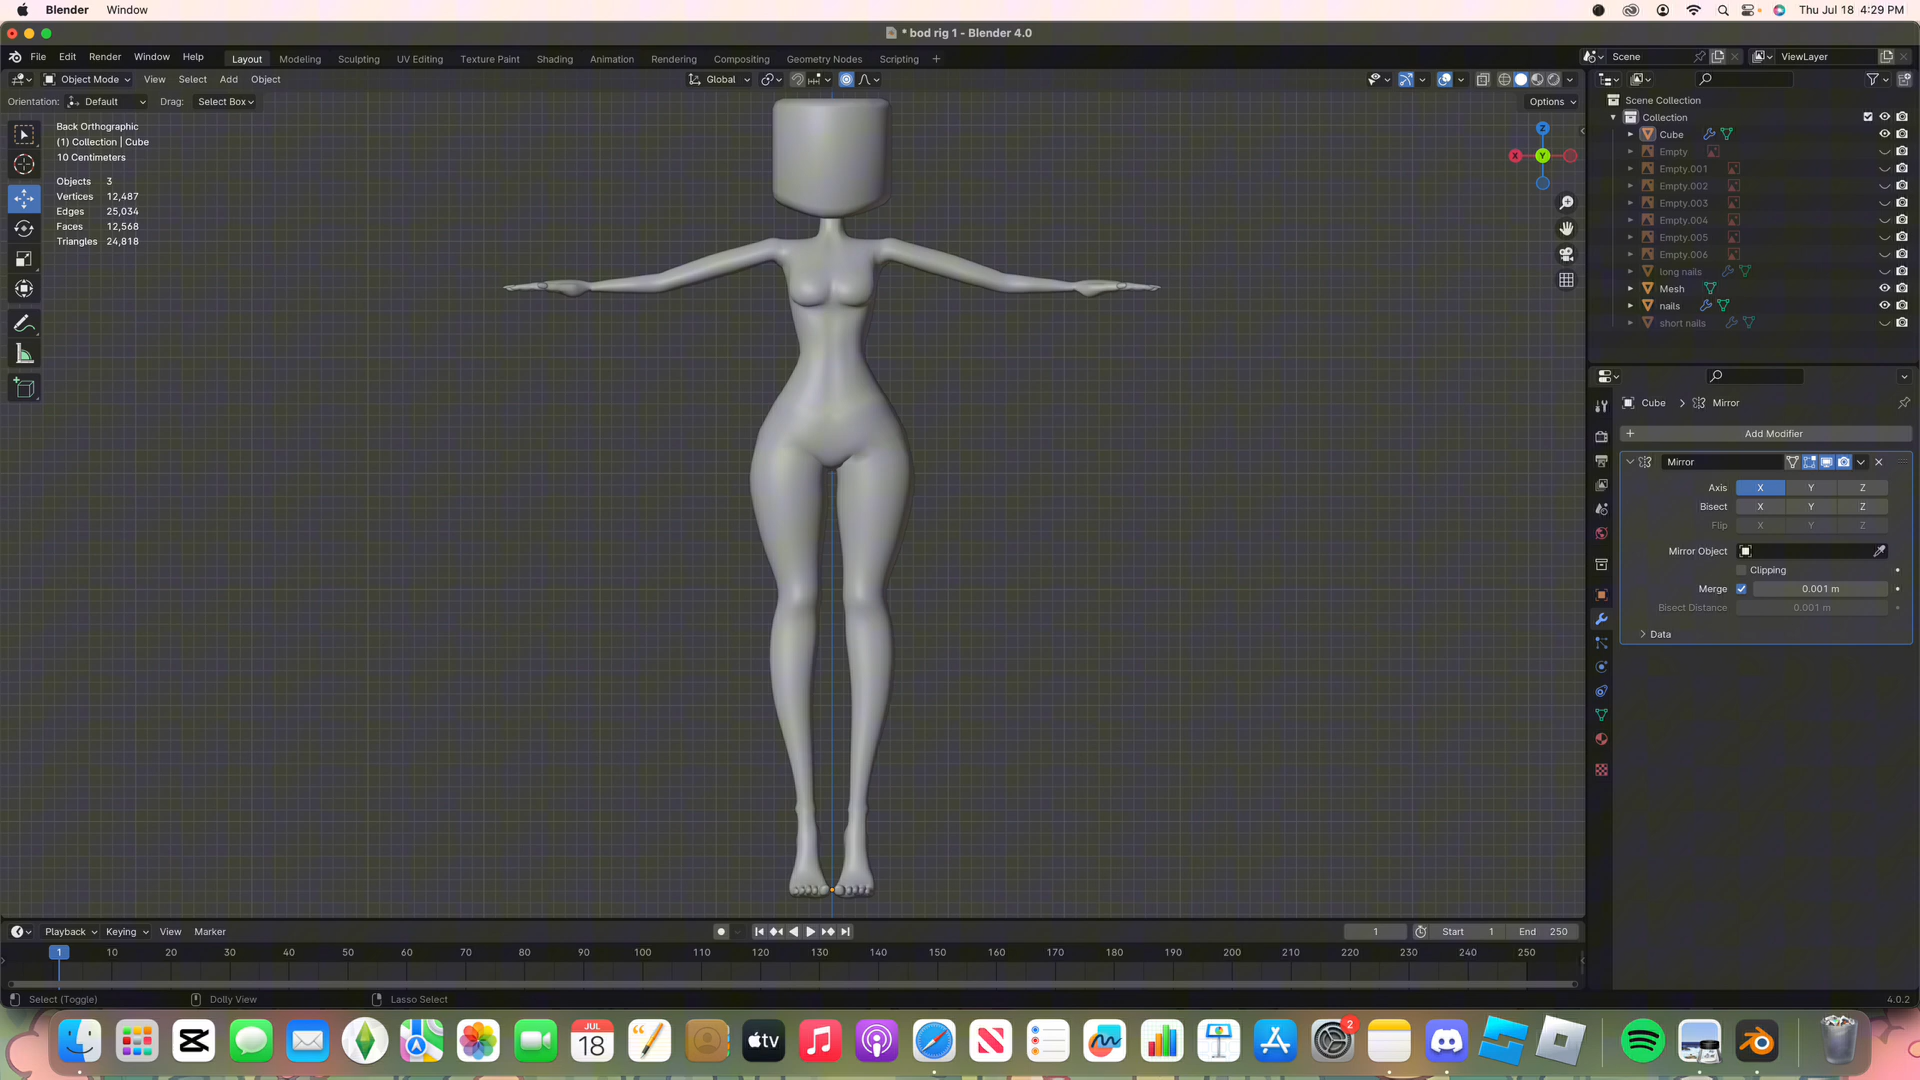 Blender Window Thu Jul 18 4:29 PM
* bod rig 1 - Blender 4.0
File Edit Render Window Help Layout Modeling Sculpting UV Editing Texture Paint Shading Animation Rendering Compositing Geometry Nodes Scripting + Scene ViewLayer
Object Mode View Select Add Object Global
Orientation: Default Drag: Select Box Options
Back Orthographic
(1) Collection | Cube
10 Centimeters
Objects 3
Vertices 12,487
Edges 25,034
Faces 12,568
Triangles 24,818
Z
X Y
Scene Collection
Collection
Cube
Empty
Empty.001
Empty.002
Empty.003
Empty.004
Empty.005
Empty.006
long nails
Mesh
nails
short nails
Cube > Mirror
+ Add Modifier
Mirror
Axis X Y Z
Bisect X Y Z
Flip X Y Z
Mirror Object
Clipping
Merge 0.001 m
Bisect Distance 0.001 m
Data
Playback Keying View Marker 1 Start 1 End 250
1 10 20 30 40 50 60 70 80 90 100 110 120 130 140 150 160 170 180 190 200 210 220 230 240 250
Select (Toggle) Dolly View Lasso Select 4.0.2
JUL
18
tv
2